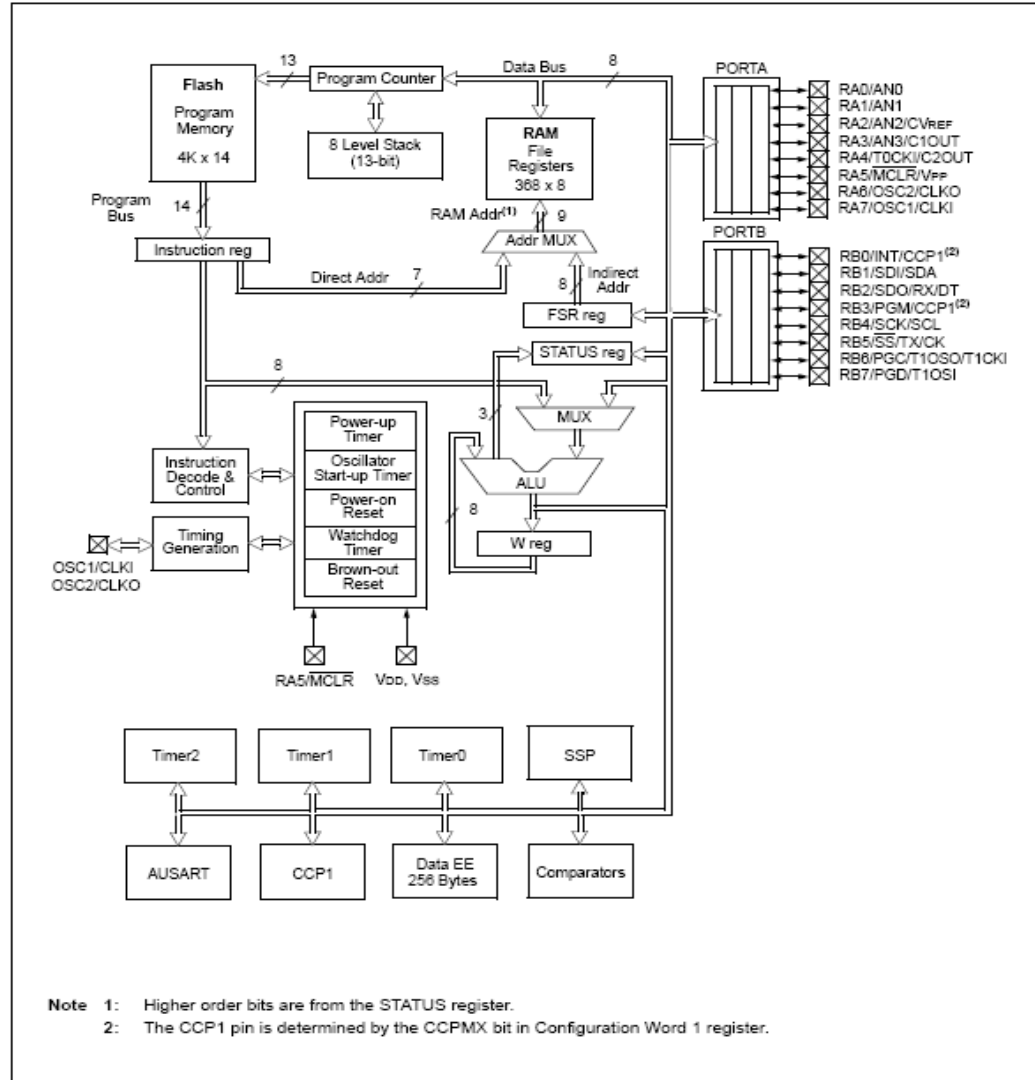 13
Program Counter
Data Bus
8
PORTA
Flash
Program
Memory
4K x 14
8 Level Stack
(13-bit)
RAM
File
Registers
368 x 8
RA0/AN0
RA1/AN1
RA2/AN2/CVREF
RA3/AN3/C1OUT
RA4/T0CKI/C2OUT
RA5/MCLR/VPP
RA6/OSC2/CLKO
RA7/OSC1/CLKI
Program
Bus
14
RAM Addr(1)
9
PORTB
Addr MUX
Instruction reg
Direct Addr
7
8
Indirect
Addr
FSR reg
RB0/INT/CCP1(2)
RB1/SDI/SDA
RB2/SDO/RX/DT
RB3/PGM/CCP1(2)
RB4/SCK/SCL
RB5/SS/TX/CK
RB6/PGC/T1OSO/T1CKI
RB7/PGD/T1OSI
STATUS reg
8
3
MUX
Power-up
Timer
Oscillator
Start-up Timer
Power-on
Reset
Watchdog
Timer
Brown-out
Reset
Instruction
Decode &
Control
ALU
8
W reg
Timing
Generation
OSC1/CLKI
OSC2/CLKO
RA5/MCLR
VDD, VSS
Timer2
Timer1
Timer0
SSP
AUSART
CCP1
Data EE
256 Bytes
Comparators
Note 1: Higher order bits are from the STATUS register.
2: The CCP1 pin is determined by the CCPMX bit in Configuration Word 1 register.